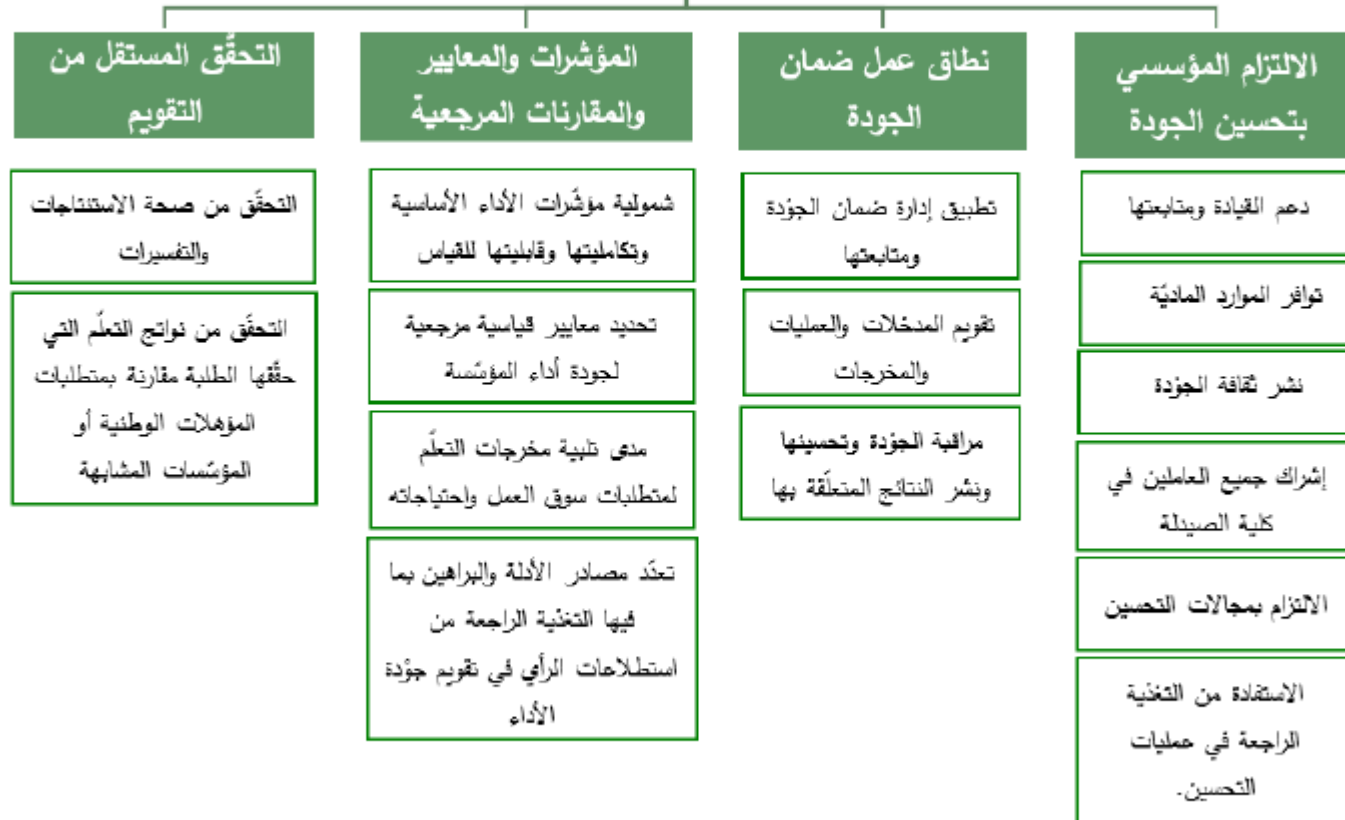 الالتزام المؤسسي
بتحسين الجودة
دعم القيادة ومتابعتها
توافر الموارد الماديّة
نشر ثقافة الجوْدة
إشراك جميع العاملين في
كلية الصيدلة
الالتزام بمجالات التحسين
الاستفادة من التغذية
الراجعة في عمليات
التحسين.
نطاق عمل ضمان
الجودة
تطبيق إدارة ضمان الجوْدة
ومتابعتها
تقويم المدخلات والعمليات
والمخرجات
مراقبة الجوْدة وتحسينها
ونشر النتائج المتعلّقة بها
المؤشرات والمعايير
والمقارنات المرجعية
شمولية مؤشّرات الأداء الأساسية
وتكامليتها وقابليتها للقياس
تحديد معايير قياسية مرجعية
لجودة أداء المؤسّسة
مدى تلبية مخرجات التعلّم
لمتطلبات سوق العمل واحتياجاته
تعدّد مصادر الأدلة والبراهين بما
فيها التغذية الراجعة من
استطلاعات الرأي في تقويم جوْدة
الأداء
التحقّق المستقل من
التقويم
التحقّق من صحة الاستنتاجات
والتفسيرات
التحقّق من نواتج التعلّم التي
حقّقها الطلبة مقارنة بمتطلبات
المؤهلات الوطنية أو
المؤسّسات المشابهة